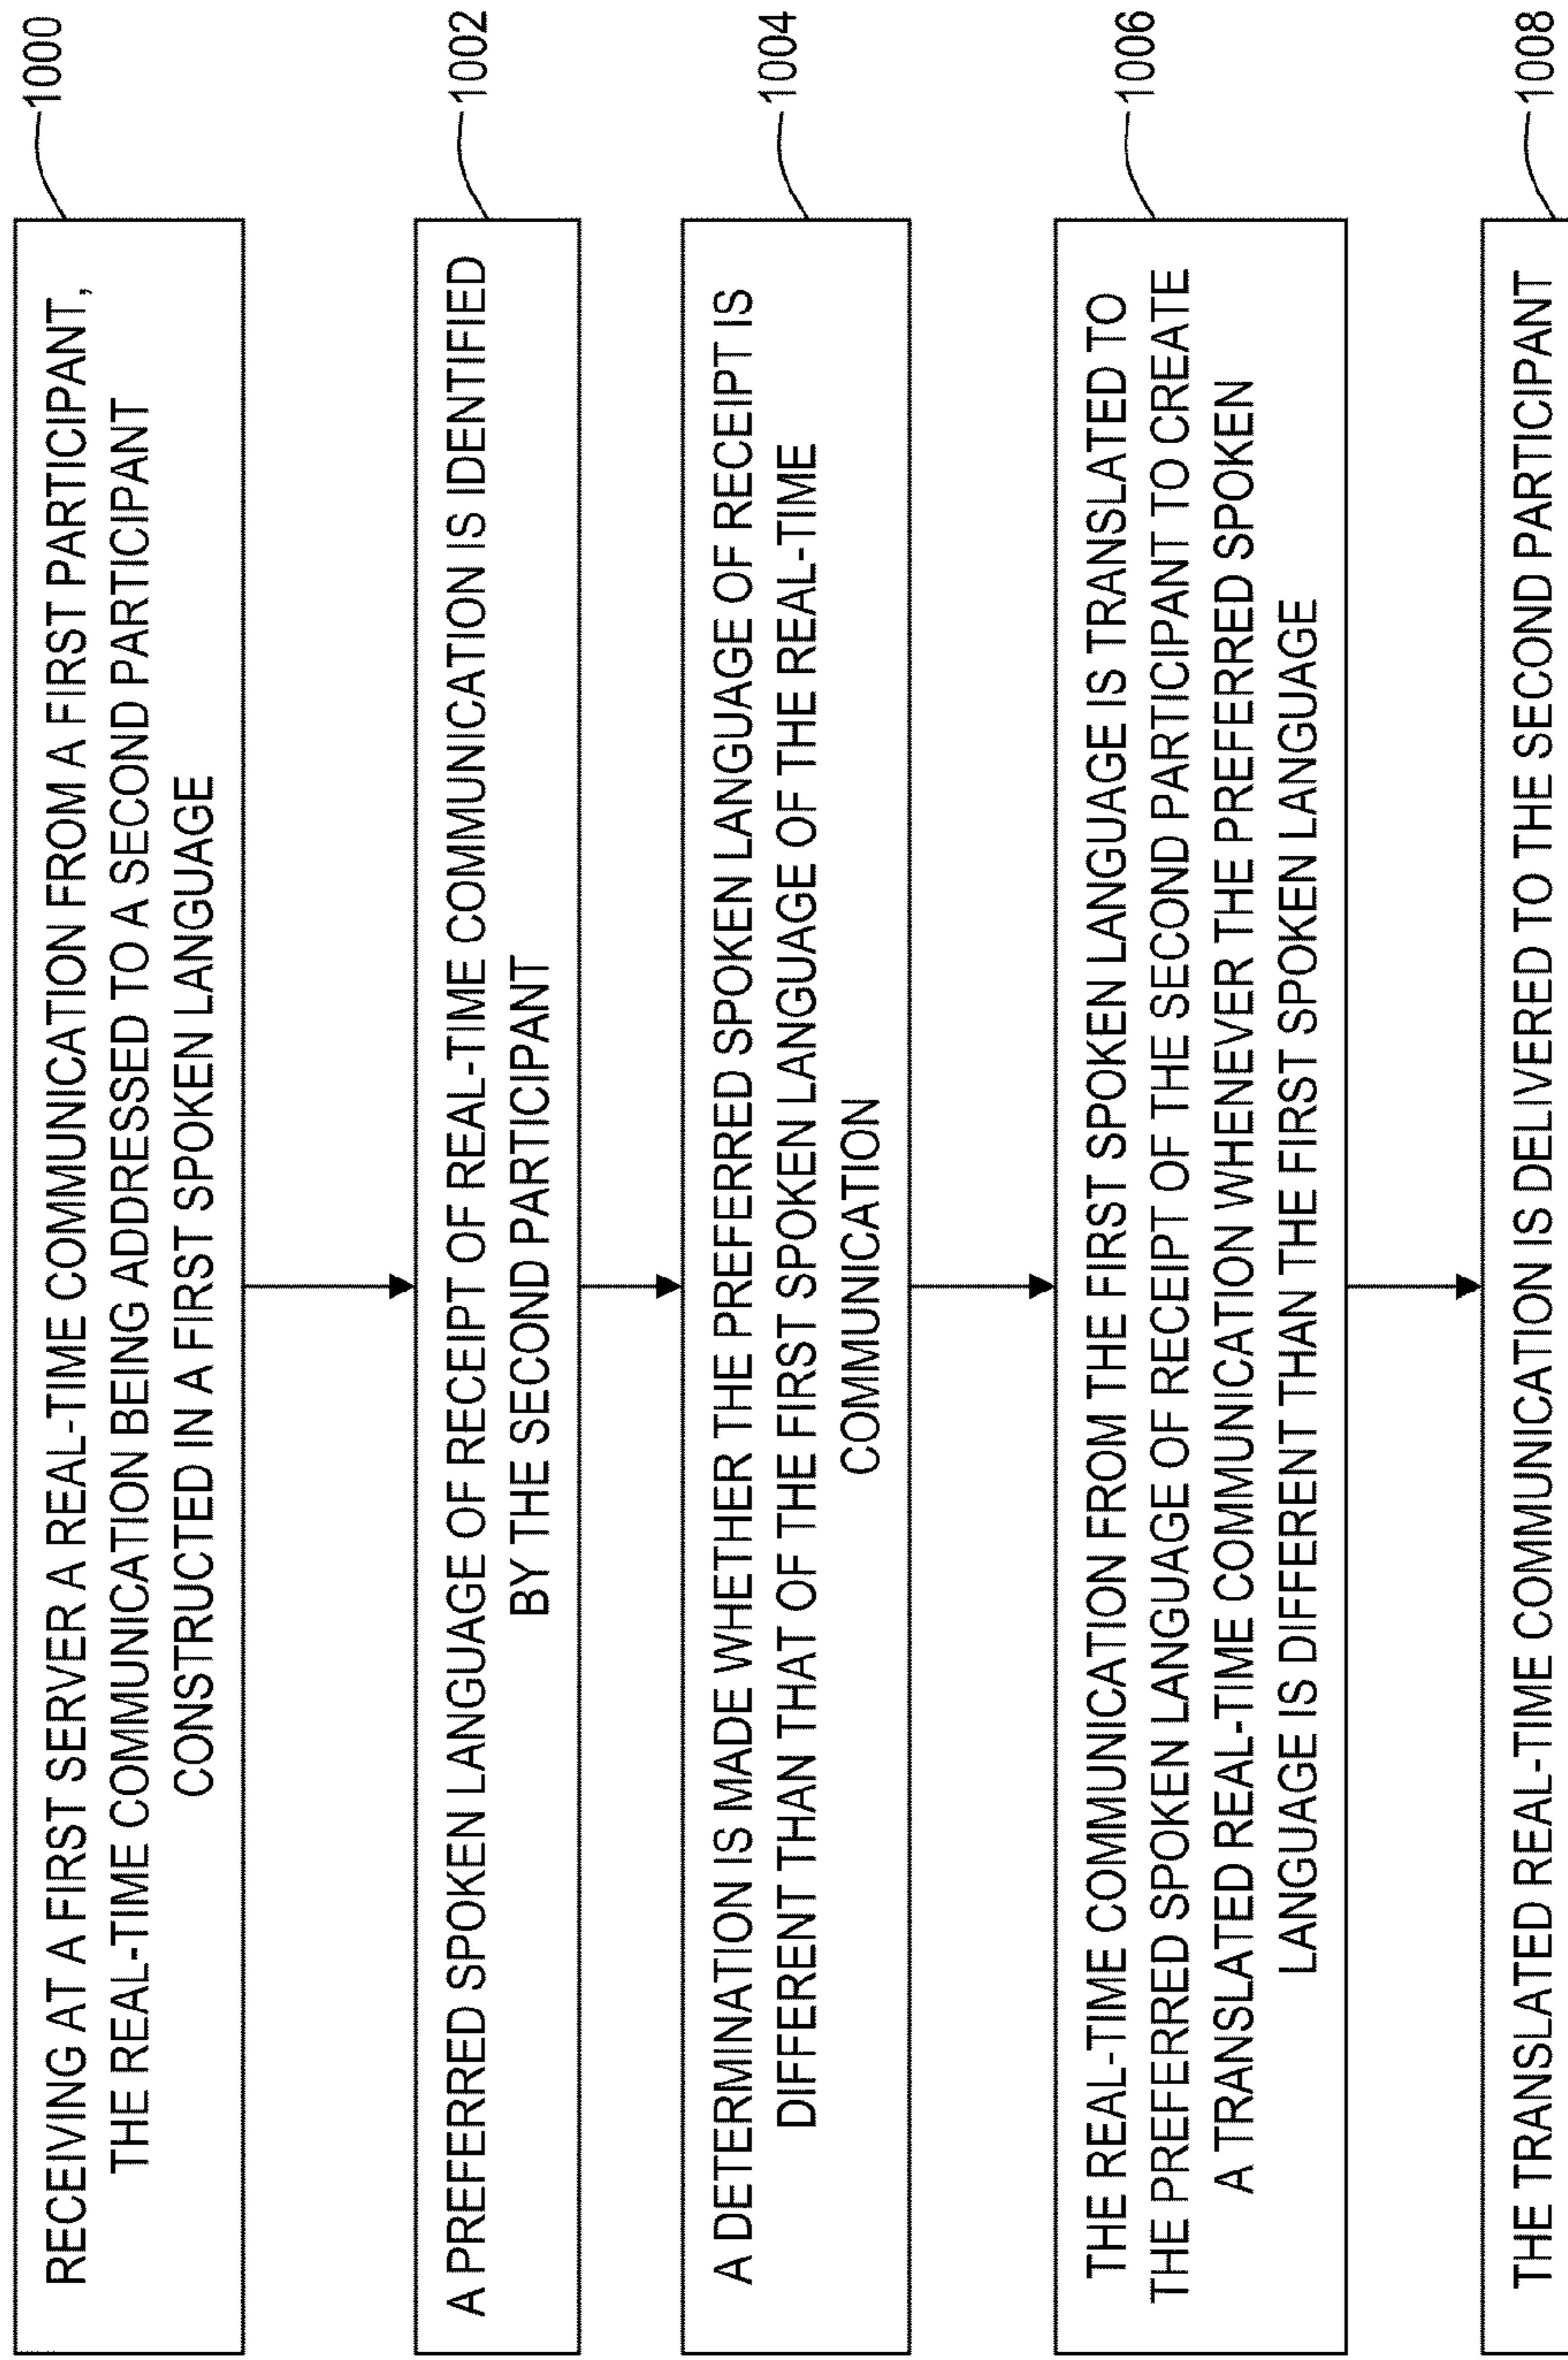 RECEIVING AT A FIRST SERVER A REAL-TIME COMMUNICATION FROM A FIRST PARTICIPANT,
THE REAL-TIME COMMUNICATION BEING ADDRESSED TO A SECOND PARTICIPANT
CONSTRUCTED IN A FIRST SPOKEN LANGUAGE
1000
A PREFERRED SPOKEN LANGUAGE OF RECEIPT OF REAL-TIME COMMUNICATION IS IDENTIFIED
BY THE SECOND PARTICIPANT
1002
A DETERMINATION IS MADE WHETHER THE PREFERRED SPOKEN LANGUAGE OF RECEIPT IS
DIFFERENT THAN THAT OF THE FIRST SPOKEN LANGUAGE OF THE REAL-TIME
COMMUNICATION
1004
THE REAL-TIME COMMUNICATION FROM THE FIRST SPOKEN LANGUAGE IS TRANSLATED TO
THE PREFERRED SPOKEN LANGUAGE OF RECEIPT OF THE SECOND PARTICIPANT TO CREATE
A TRANSLATED REAL-TIME COMMUNICATION WHENEVER THE PREFERRED SPOKEN
LANGUAGE IS DIFFERENT THAN THE FIRST SPOKEN LANGUAGE
1006
THE TRANSLATED REAL-TIME COMMUNICATION IS DELIVERED TO THE SECOND PARTICIPANT
1008